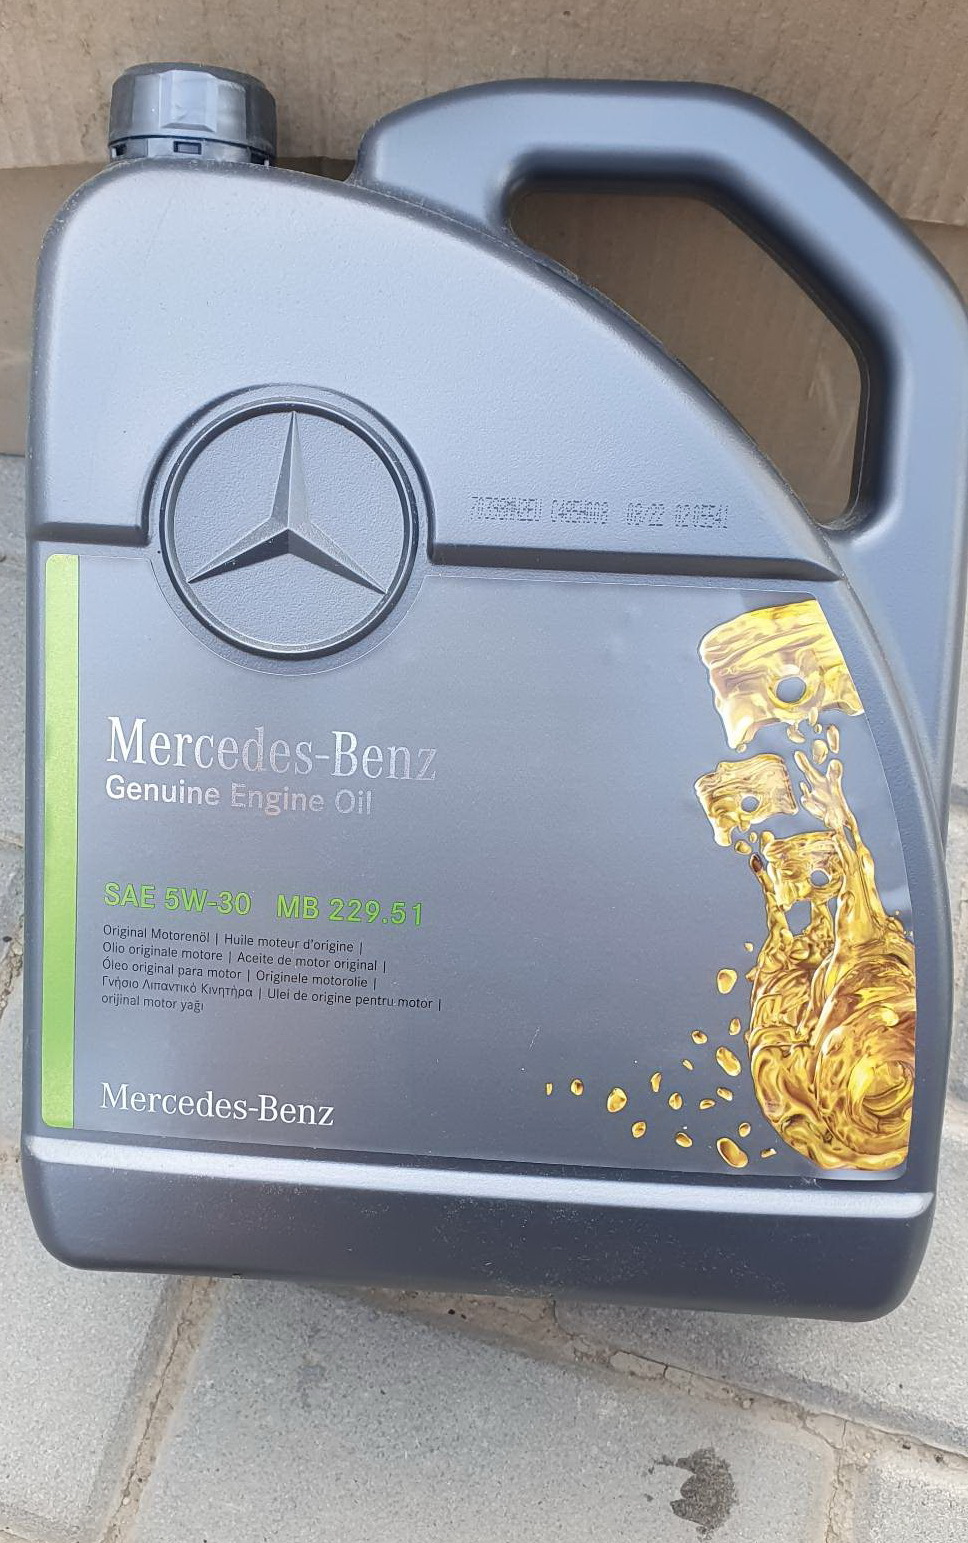 08/22
Mercedes-Benz
Genuine Engine Oil
SAE 5W-30 MB 229.51
Original Motorenöl | Huile moteur d'origine |
Olio originale motore | Aceite de motor original |
Óleo original para motor | Originele motorolie |
Γνήσιο Λιπαντικό Κινητήρα | Ulei de origine pentru motor |
orijinal motor yağı
Mercedes-Benz